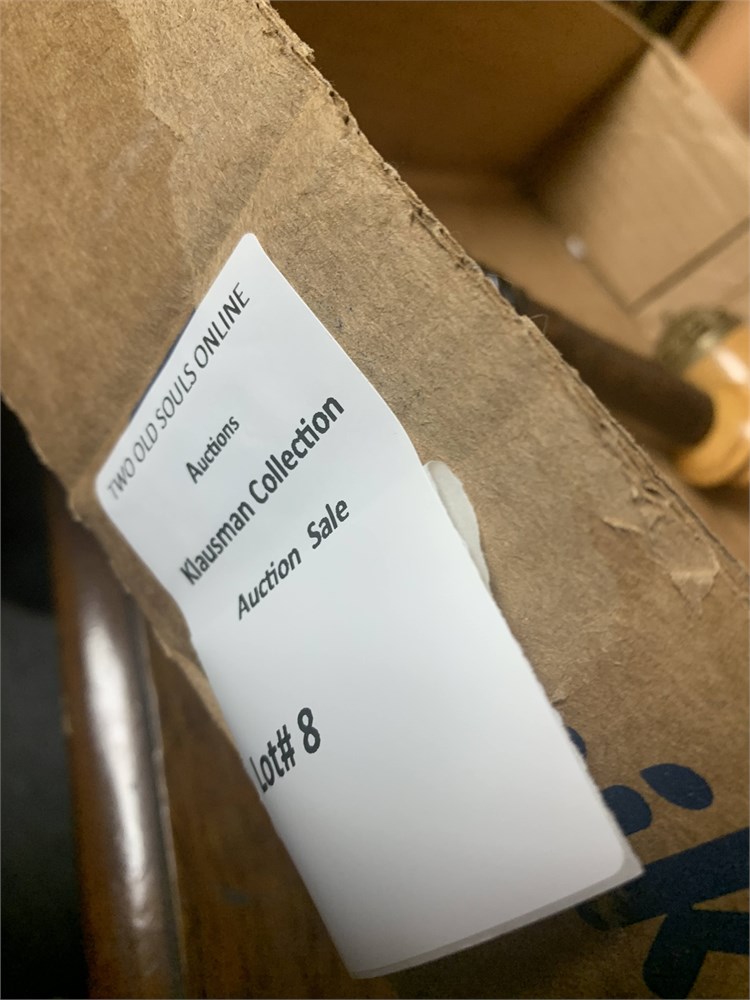 TWO OLD SOULS ONLINE
Auctions
Klausman Collection
Auction Sale
Lot# 8